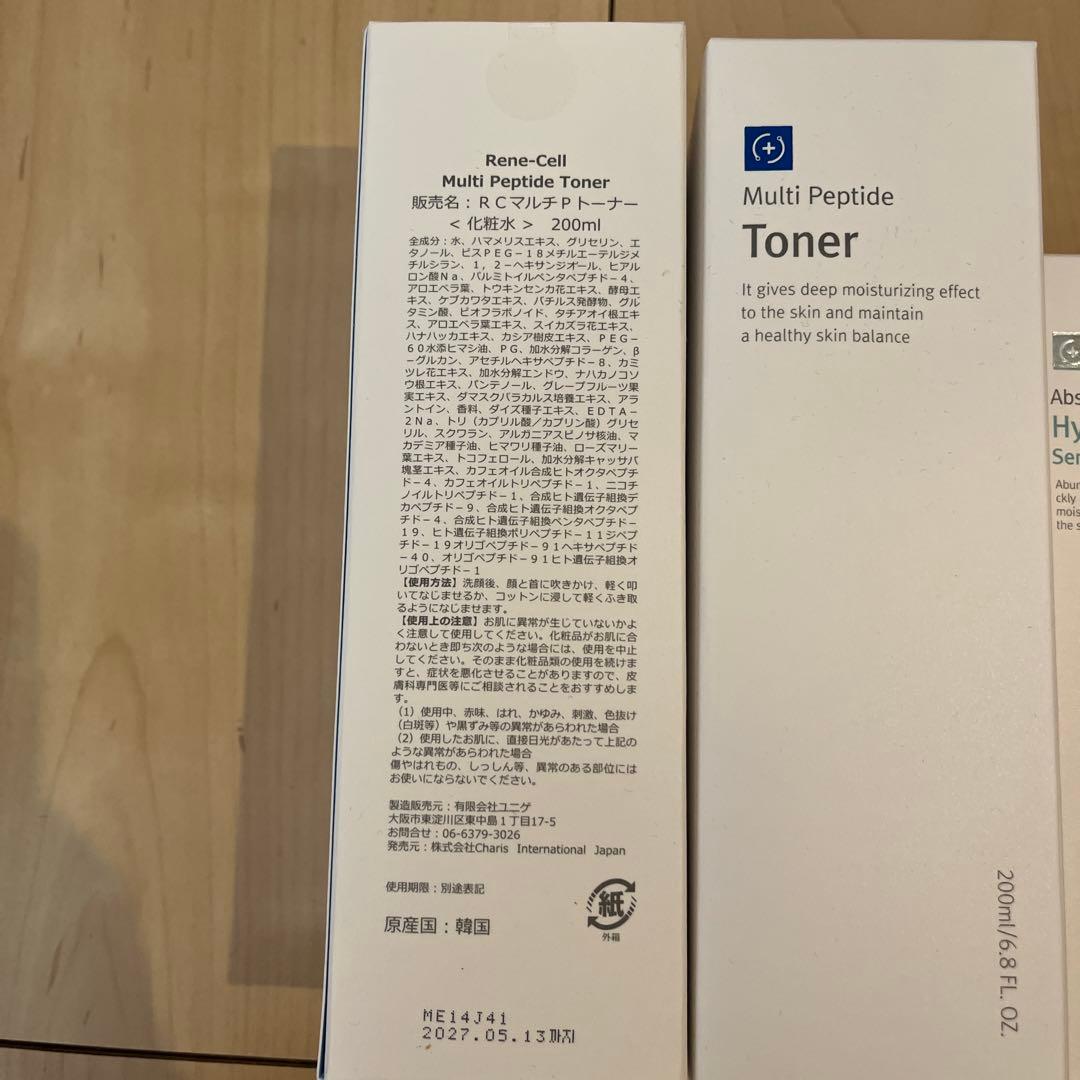 Rene-Cell
Multi Peptide Toner
販売名：ＲＣマルチＰトーナー
＜化粧水＞　200ml
全成分：水、ハマメリスエキス、グリセリン、エ
タノール、ビスＰＥＧ－１８メチルエーテルジメ
チルシラン、１，２－ヘキサンジオール、ヒアル
ロン酸Ｎａ、パルミトイルペンタペプチド－４、
アロエベラ葉、トウキンセンカ花エキス、酵母エ
キス、ケブカワタエキス、バチルス発酵物、グル
タミン酸、ビオフラボノイド、タチアオイ根エキ
ス、アロエベラ葉エキス、スイカズラ花エキス、
ハナハッカエキス、カシア樹皮エキス、ＰＥＧ－
６０水添ヒマシ油、ＰＧ、加水分解コラーゲン、β
－グルカン、アセチルヘキサペプチド－８、カミ
ツレ花エキス、加水分解エンドウ、ナハカノコソ
ウ根エキス、パンテノール、グレープフルーツ果
実エキス、ダマスクバラカルス培養エキス、アラ
ントイン、香料、ダイズ種子エキス、ＥＤＴＡ－
２Ｎａ、トリ（カプリル酸／カプリン酸）グリセ
リル、スクワラン、アルガニアスピノサ核油、マ
カデミア種子油、ヒマワリ種子油、ローズマリー
葉エキス、トコフェロール、加水分解キャッサバ
塊茎エキス、カフェオイル合成ヒトオクタペプチ
ド－４、カフェオイルトリペプチド－１、ニコチ
ノイルトリペプチド－１、合成ヒト遺伝子組換デ
カペプチド－９、合成ヒト遺伝子組換オクタペプ
チド－４、合成ヒト遺伝子組換ペンタペプチド－
１９、ヒト遺伝子組換ポリペプチド－１１ジペプ
チド－１９オリゴペプチド－９１ヘキサペプチド
－４０、オリゴペプチド－９１ヒト遺伝子組換オ
リゴペプチド－１
【使用方法】洗顔後、顔と首に吹きかけ、軽く叩
いてなじませるか、コットンに浸して軽くふき取
るようになじませます。
【使用上の注意】お肌に異常が生じていないかよ
く注意して使用してください。化粧品がお肌に合
わないとき即ち次のような場合には、使用を中止
してください。そのまま化粧品類の使用を続けま
すと、症状を悪化させることがありますので、皮
膚科専門医等にご相談されることをおすすめしま
す。
（1）使用中、赤味、はれ、かゆみ、刺激、色抜け
（白斑等）や黒ずみ等の異常があらわれた場合
（2）使用したお肌に、直接日光があたって上記の
ような異常があらわれた場合
傷やはれもの、しっしん等、異常のある部位には
お使いにならないでください。
製造販売元：有限会社ユニゲ
大阪市東淀川区東中島１丁目17-5
お問合せ：06-6379-3026
発売元：株式会社Charis International Japan
使用期限：別途表記
原産国：韓国
紙
外箱
ME14J41
2027.05.13까지
Multi Peptide
Toner
It gives deep moisturizing effect
to the skin and maintain
a healthy skin balance
200ml/6.8 FL. OZ.
Abs
Hy
Ser
Abun
ckly
mois
the s